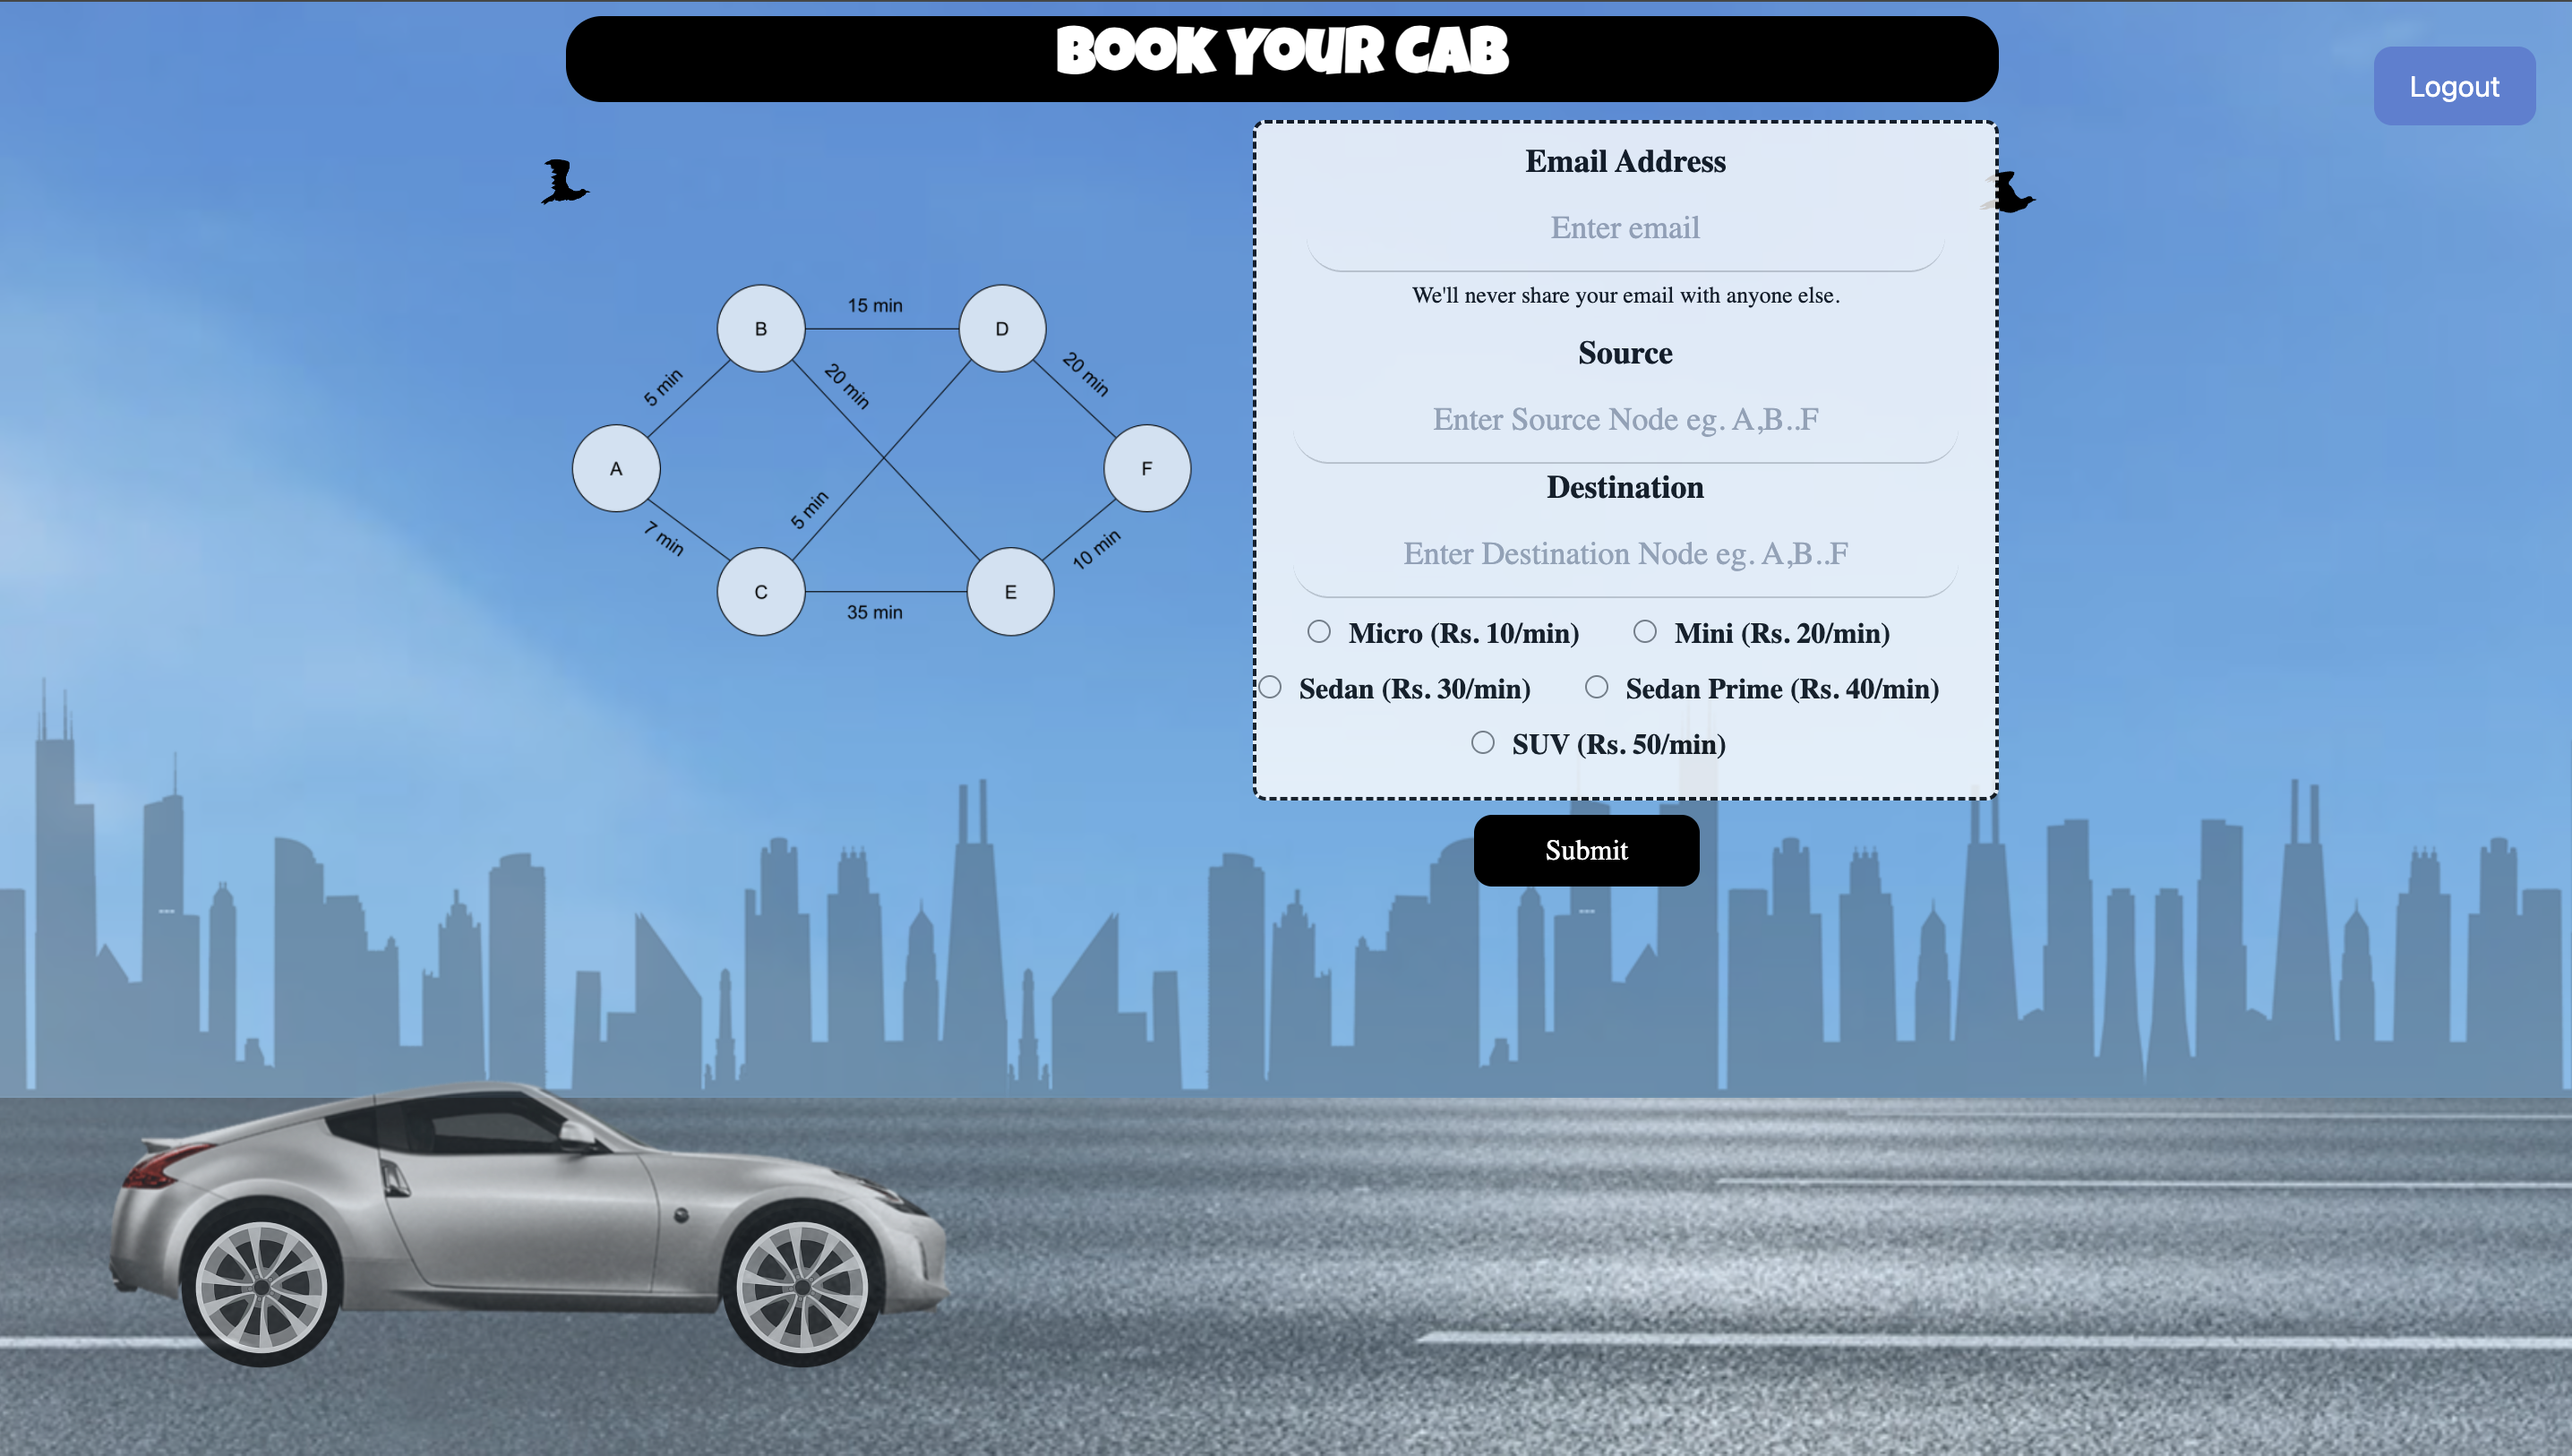 BOOK YOUR CAB
Logout
Email Address
Enter email
We'll never share your email with anyone else.
Source
Enter Source Node eg. A,B..F
Destination
Enter Destination Node eg. A,B..F
Micro (Rs. 10/min)
Mini (Rs. 20/min)
Sedan (Rs. 30/min)
Sedan Prime (Rs. 40/min)
SUV (Rs. 50/min)
Submit
15 min
B
D
5 min
20 min
20 min
A
F
7 min
5 min
10 min
C
E
35 min